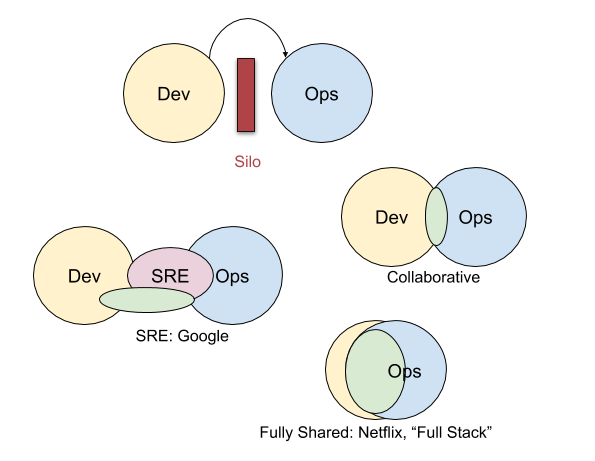 Dev
Ops
Silo
Dev
Ops
Collaborative
Dev
SRE
Ops
SRE: Google
Ops
Fully Shared: Netflix, “Full Stack”